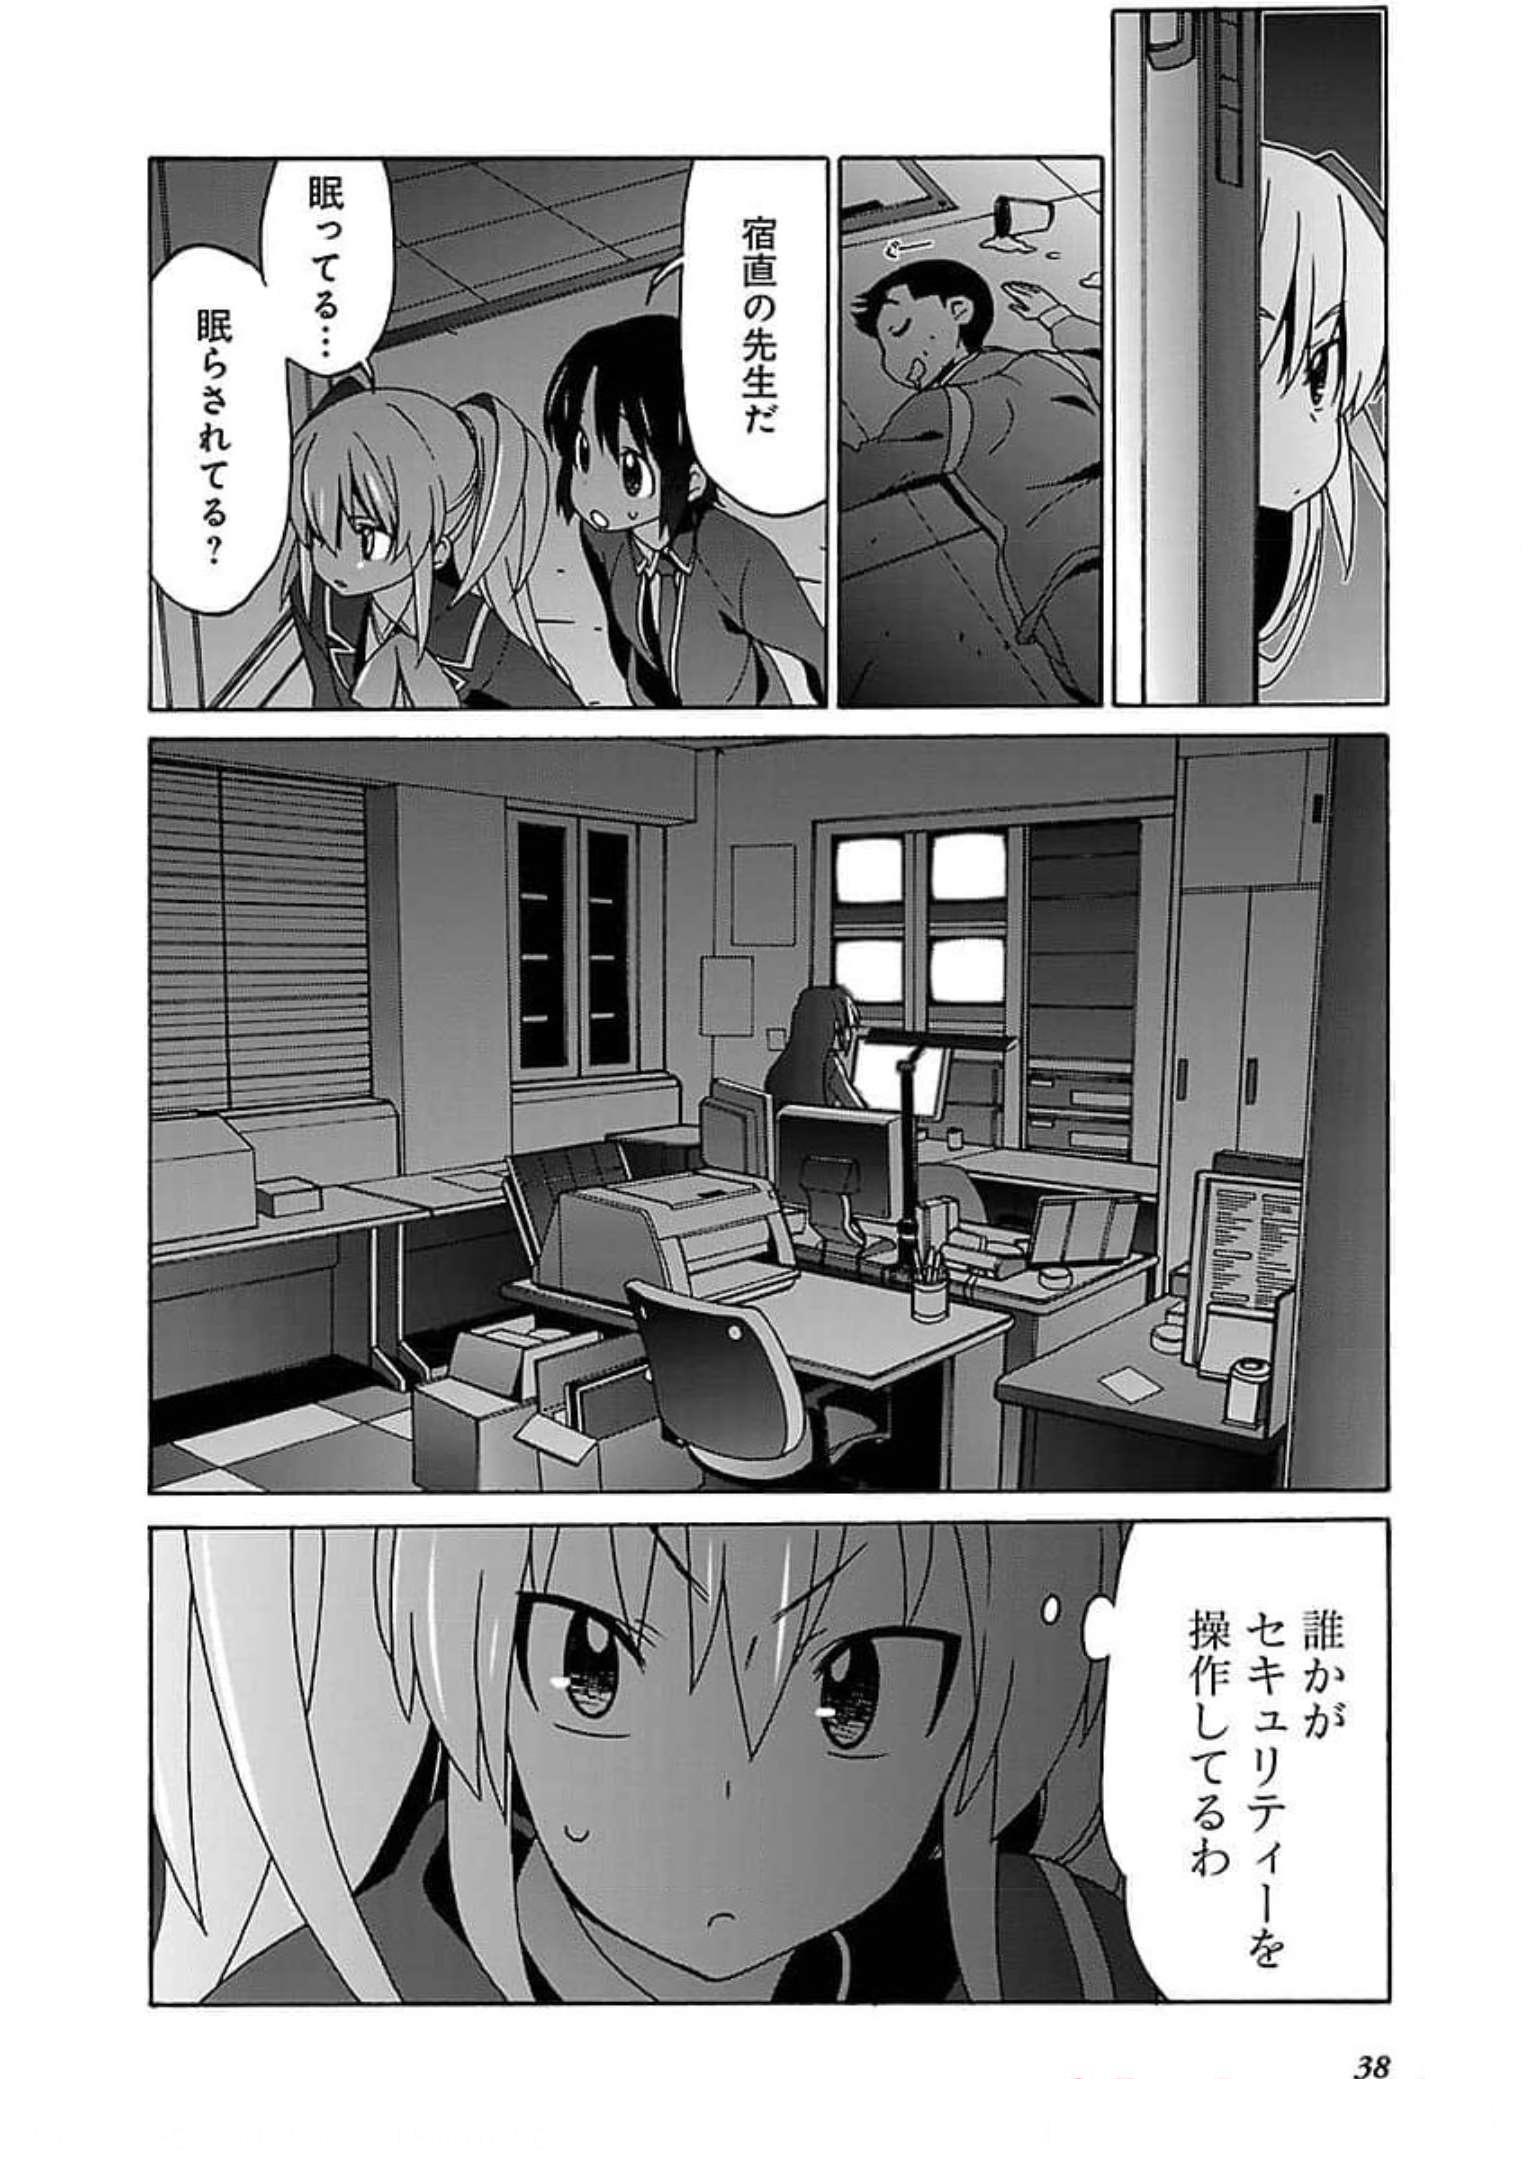 ぐー
宿直の先生だ
眠ってる…
眠らされてる？
誰かが
セキュリティーを
操作してるわ
38